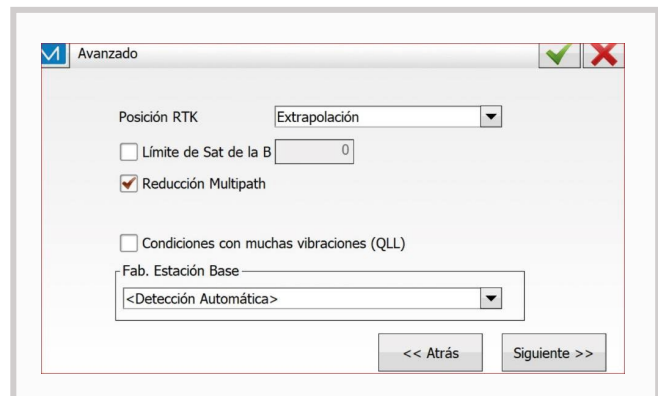 Avanzado
Posición RTK Extrapolación
Límite de Sat de la B 0
Reducción Multipath
Condiciones con muchas vibraciones (QLL)
Fab. Estación Base
<Detección Automática>
<< Atrás Siguiente >>